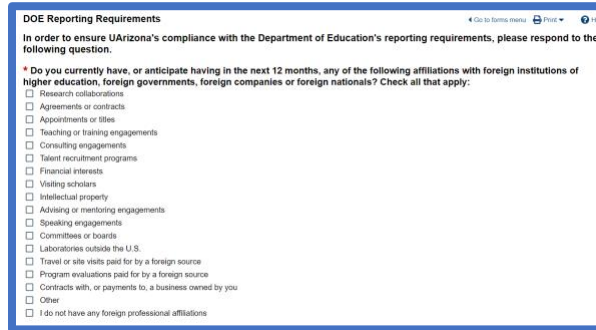 DOE Reporting Requirements
Go to forms menu Print
In order to ensure UArizona's compliance with the Department of Education's reporting requirements, please respond to the
following question.
* Do you currently have, or anticipate having in the next 12 months, any of the following affiliations with foreign institutions of
higher education, foreign governments, foreign companies or foreign nationals? Check all that apply:
Research collaborations
Agreements or contracts
Appointments or titles
Teaching or training engagements
Consulting engagements
Talent recruitment programs
Financial interests
Visiting scholars
Intellectual property
Advising or mentoring engagements
Speaking engagements
Committees or boards
Laboratories outside the U.S.
Travel or site visits paid for by a foreign source
Program evaluations paid for by a foreign source
Contracts with, or payments to, a business owned by you
Other
I do not have any foreign professional affiliations